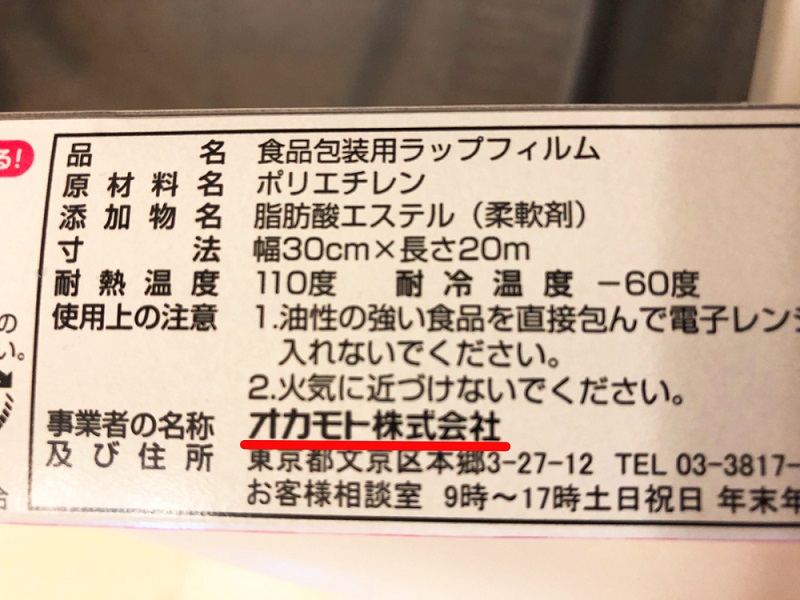 る!
品名 食品包装用ラップフィルム
原材料名 ポリエチレン
添加物名 脂肪酸エステル（柔軟剤）
寸法 幅30cm×長さ20m
耐熱温度 110度 耐冷温度 −60度
使用上の注意 1.油性の強い食品を直接包んで電子レン
入れないでください。
2.火気に近づけないでください。
事業者の名称 オカモト株式会社
及び住所 東京都文京区本郷3-27-12 TEL 03-3817-
お客様相談室 9時〜17時土日祝日 年末年
の
い。